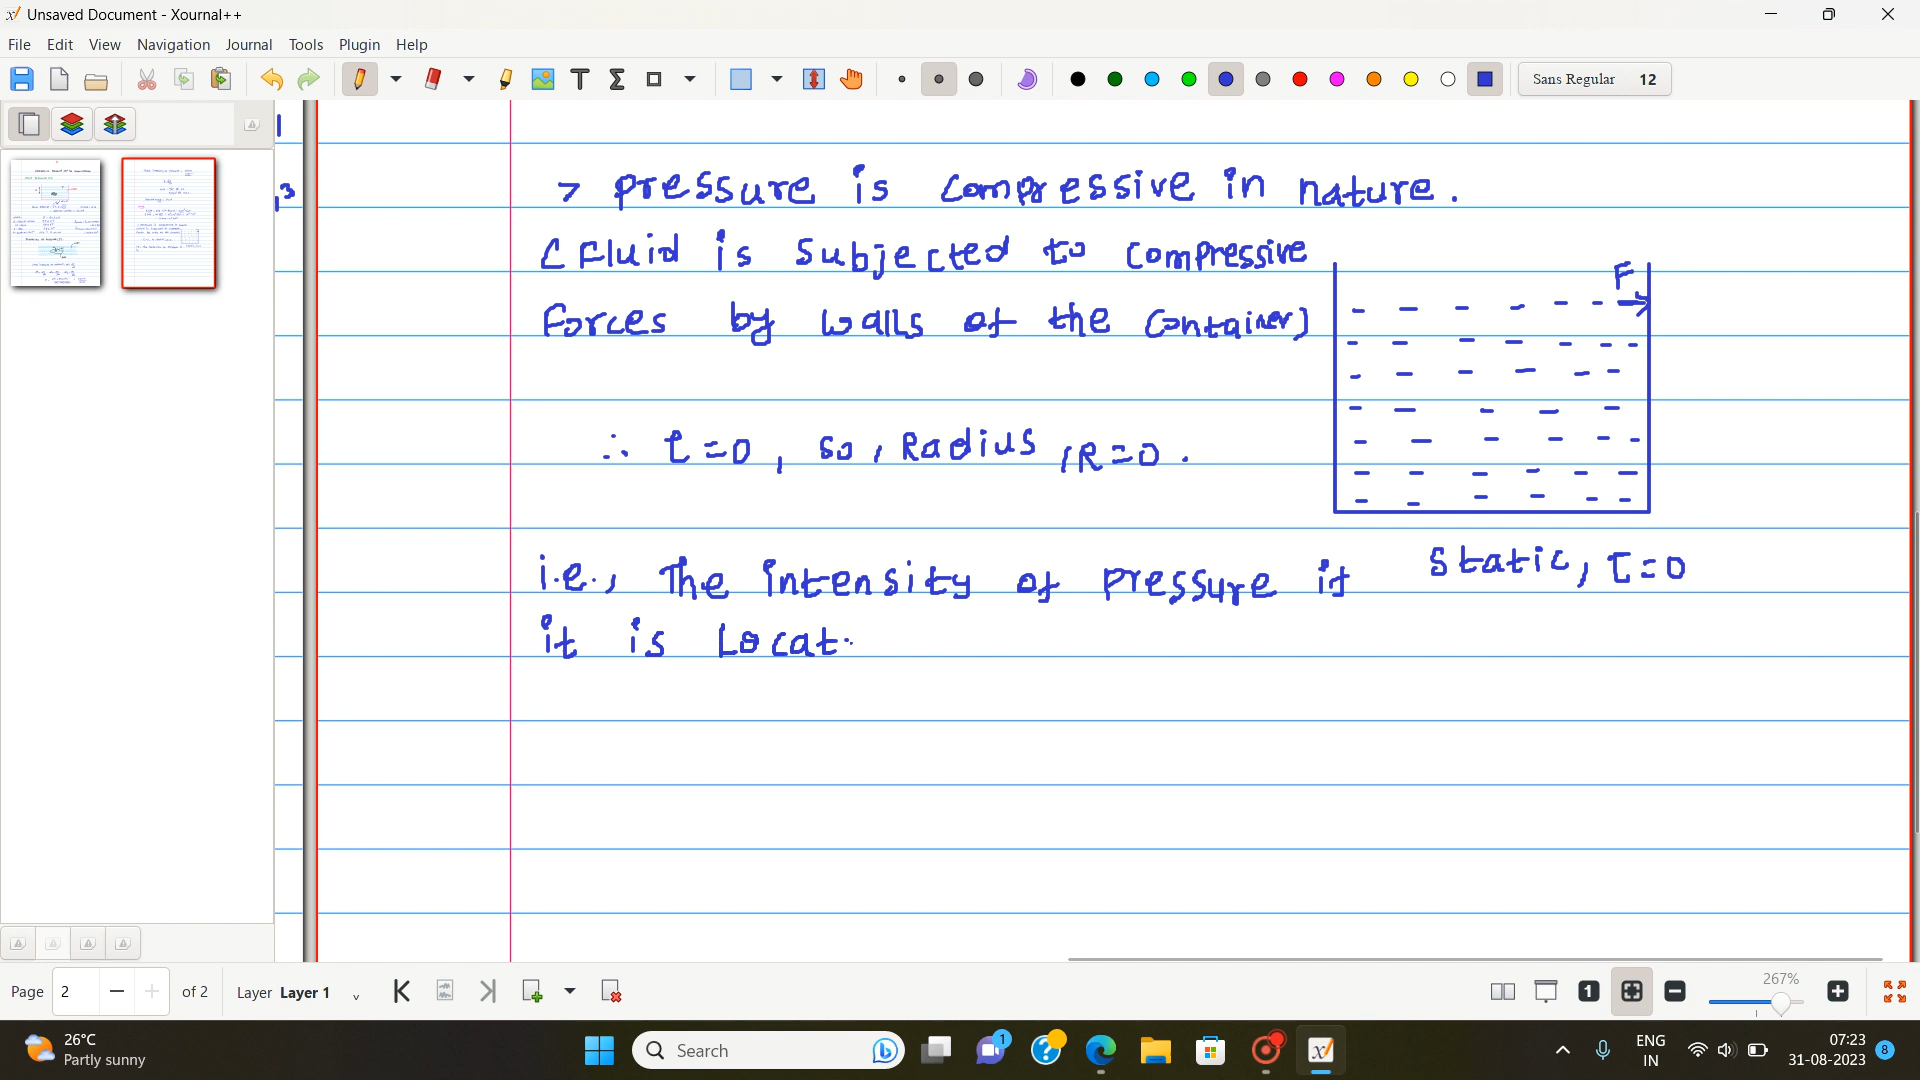 Unsaved Document - Xournal++
File Edit View Navigation Journal Tools Plugin Help
Sans Regular 12
> Pressure is compressive in nature.
( Fluid is subjected to compressive
Forces by walls of the container)
F
∴ τ=0, so, Radius, R=0.
i.e., The intensity of pressure if
Static, τ=0
it is Locat
Page 2 of 2 Layer Layer 1
267%
26°C
Partly sunny
Search
1
ENG
IN
07:23
31-08-2023
8